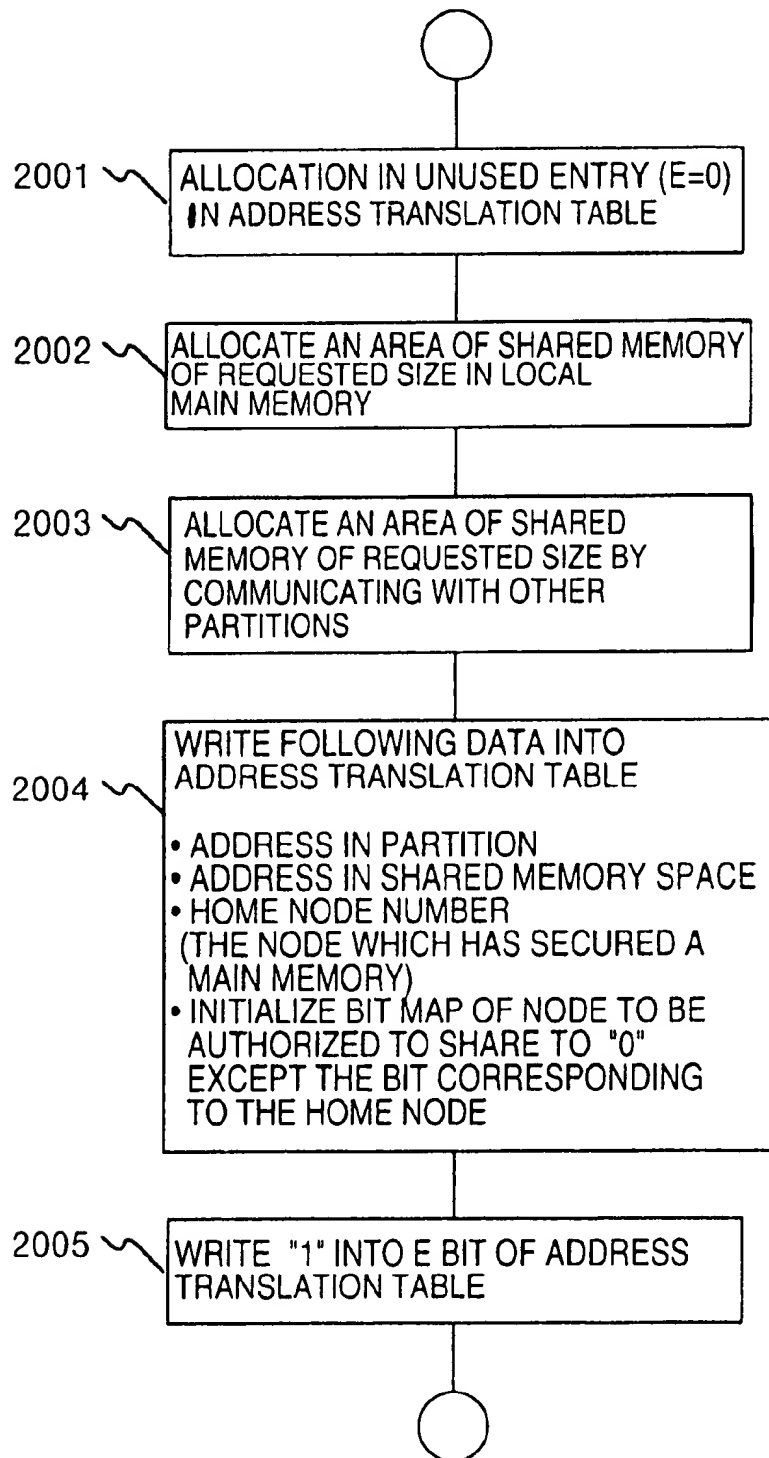 2001
ALLOCATION IN UNUSED ENTRY (E=0)
IN ADDRESS TRANSLATION TABLE
2002
ALLOCATE AN AREA OF SHARED MEMORY
OF REQUESTED SIZE IN LOCAL
MAIN MEMORY
2003
ALLOCATE AN AREA OF SHARED
MEMORY OF REQUESTED SIZE BY
COMMUNICATING WITH OTHER
PARTITIONS
2004
WRITE FOLLOWING DATA INTO
ADDRESS TRANSLATION TABLE
• ADDRESS IN PARTITION
• ADDRESS IN SHARED MEMORY SPACE
• HOME NODE NUMBER
(THE NODE WHICH HAS SECURED A
MAIN MEMORY)
• INITIALIZE BIT MAP OF NODE TO BE
AUTHORIZED TO SHARE TO "0"
EXCEPT THE BIT CORRESPONDING
TO THE HOME NODE
2005
WRITE "1" INTO E BIT OF ADDRESS
TRANSLATION TABLE